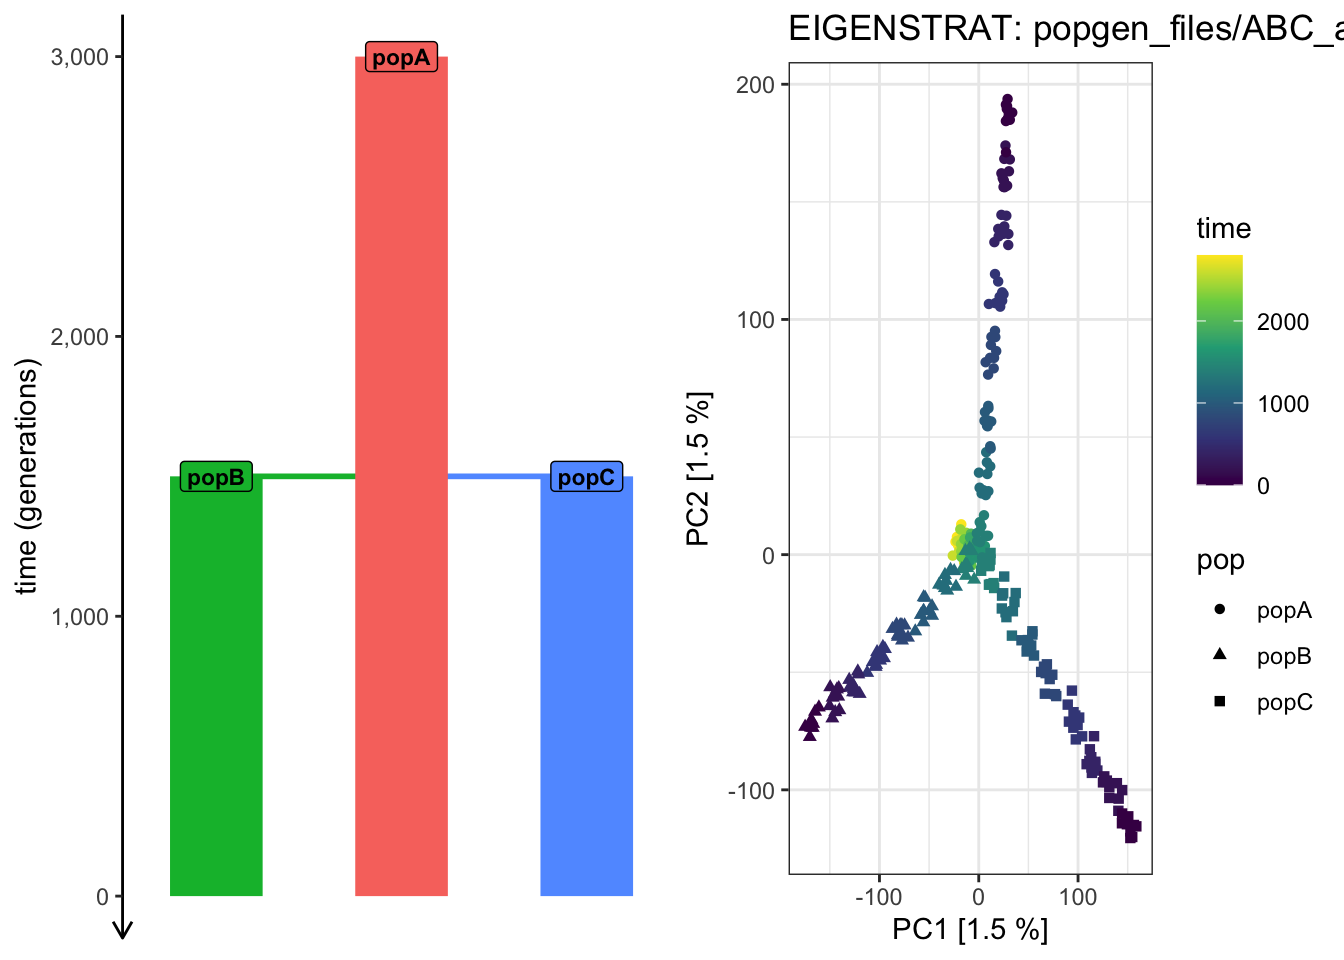 3,000
2,000
1,000
0
time (generations)
popA
popB
popC
EIGENSTRAT: popgen_files/ABC_a
200
100
0
-100
PC2 [1.5 %]
-100
0
100
PC1 [1.5 %]
time
2000
1000
0
pop
popA
popB
popC